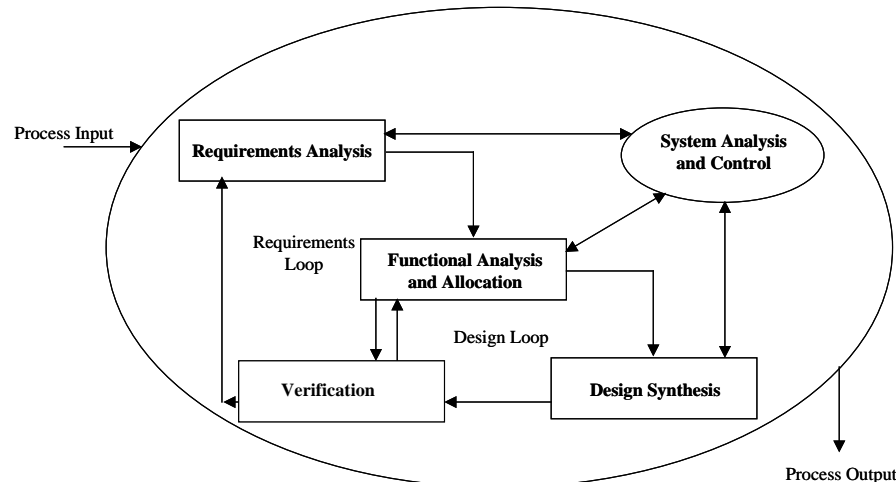 Process Input
Requirements Analysis
System Analysis
and Control
Requirements
Loop
Functional Analysis
and Allocation
Design Loop
Verification
Design Synthesis
Process Output